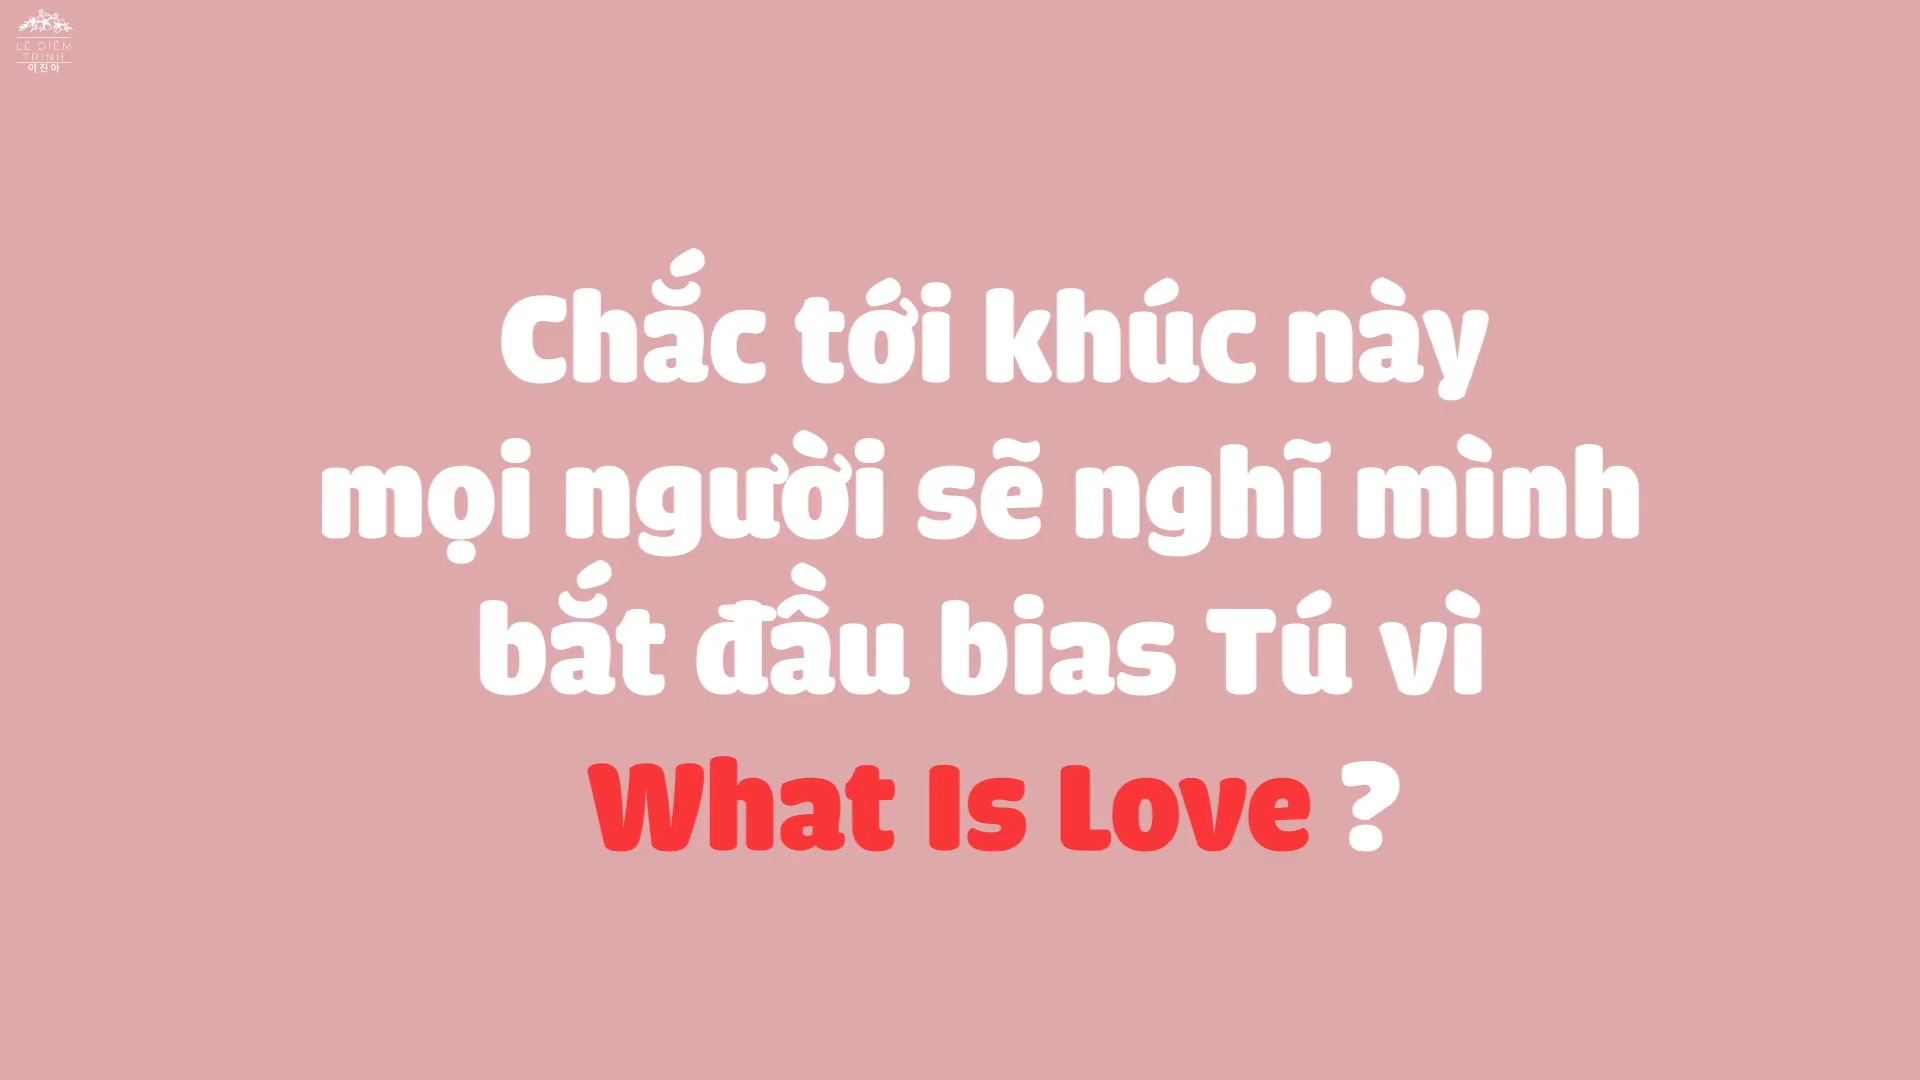 LÊ DIỄM
TRINH
이진아
Chắc tới khúc này
mọi người sẽ nghĩ mình
bắt đầu bias Tú vì
What Is Love ?